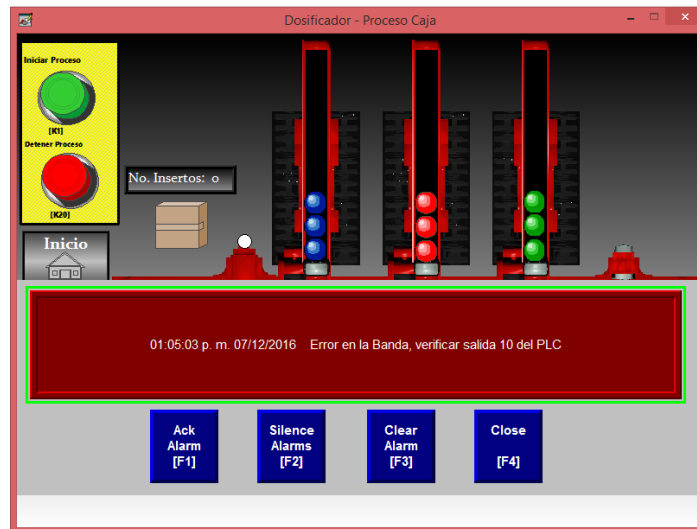 Dosificador - Proceso Caja
Iniciar Proceso
[K1]
Detener Proceso
[K20]
No. Insertos: 0
Inicio
01:05:03 p. m. 07/12/2016 Error en la Banda, verificar salida 10 del PLC
Ack
Alarm
[F1]
Silence
Alarms
[F2]
Clear
Alarm
[F3]
Close
[F4]